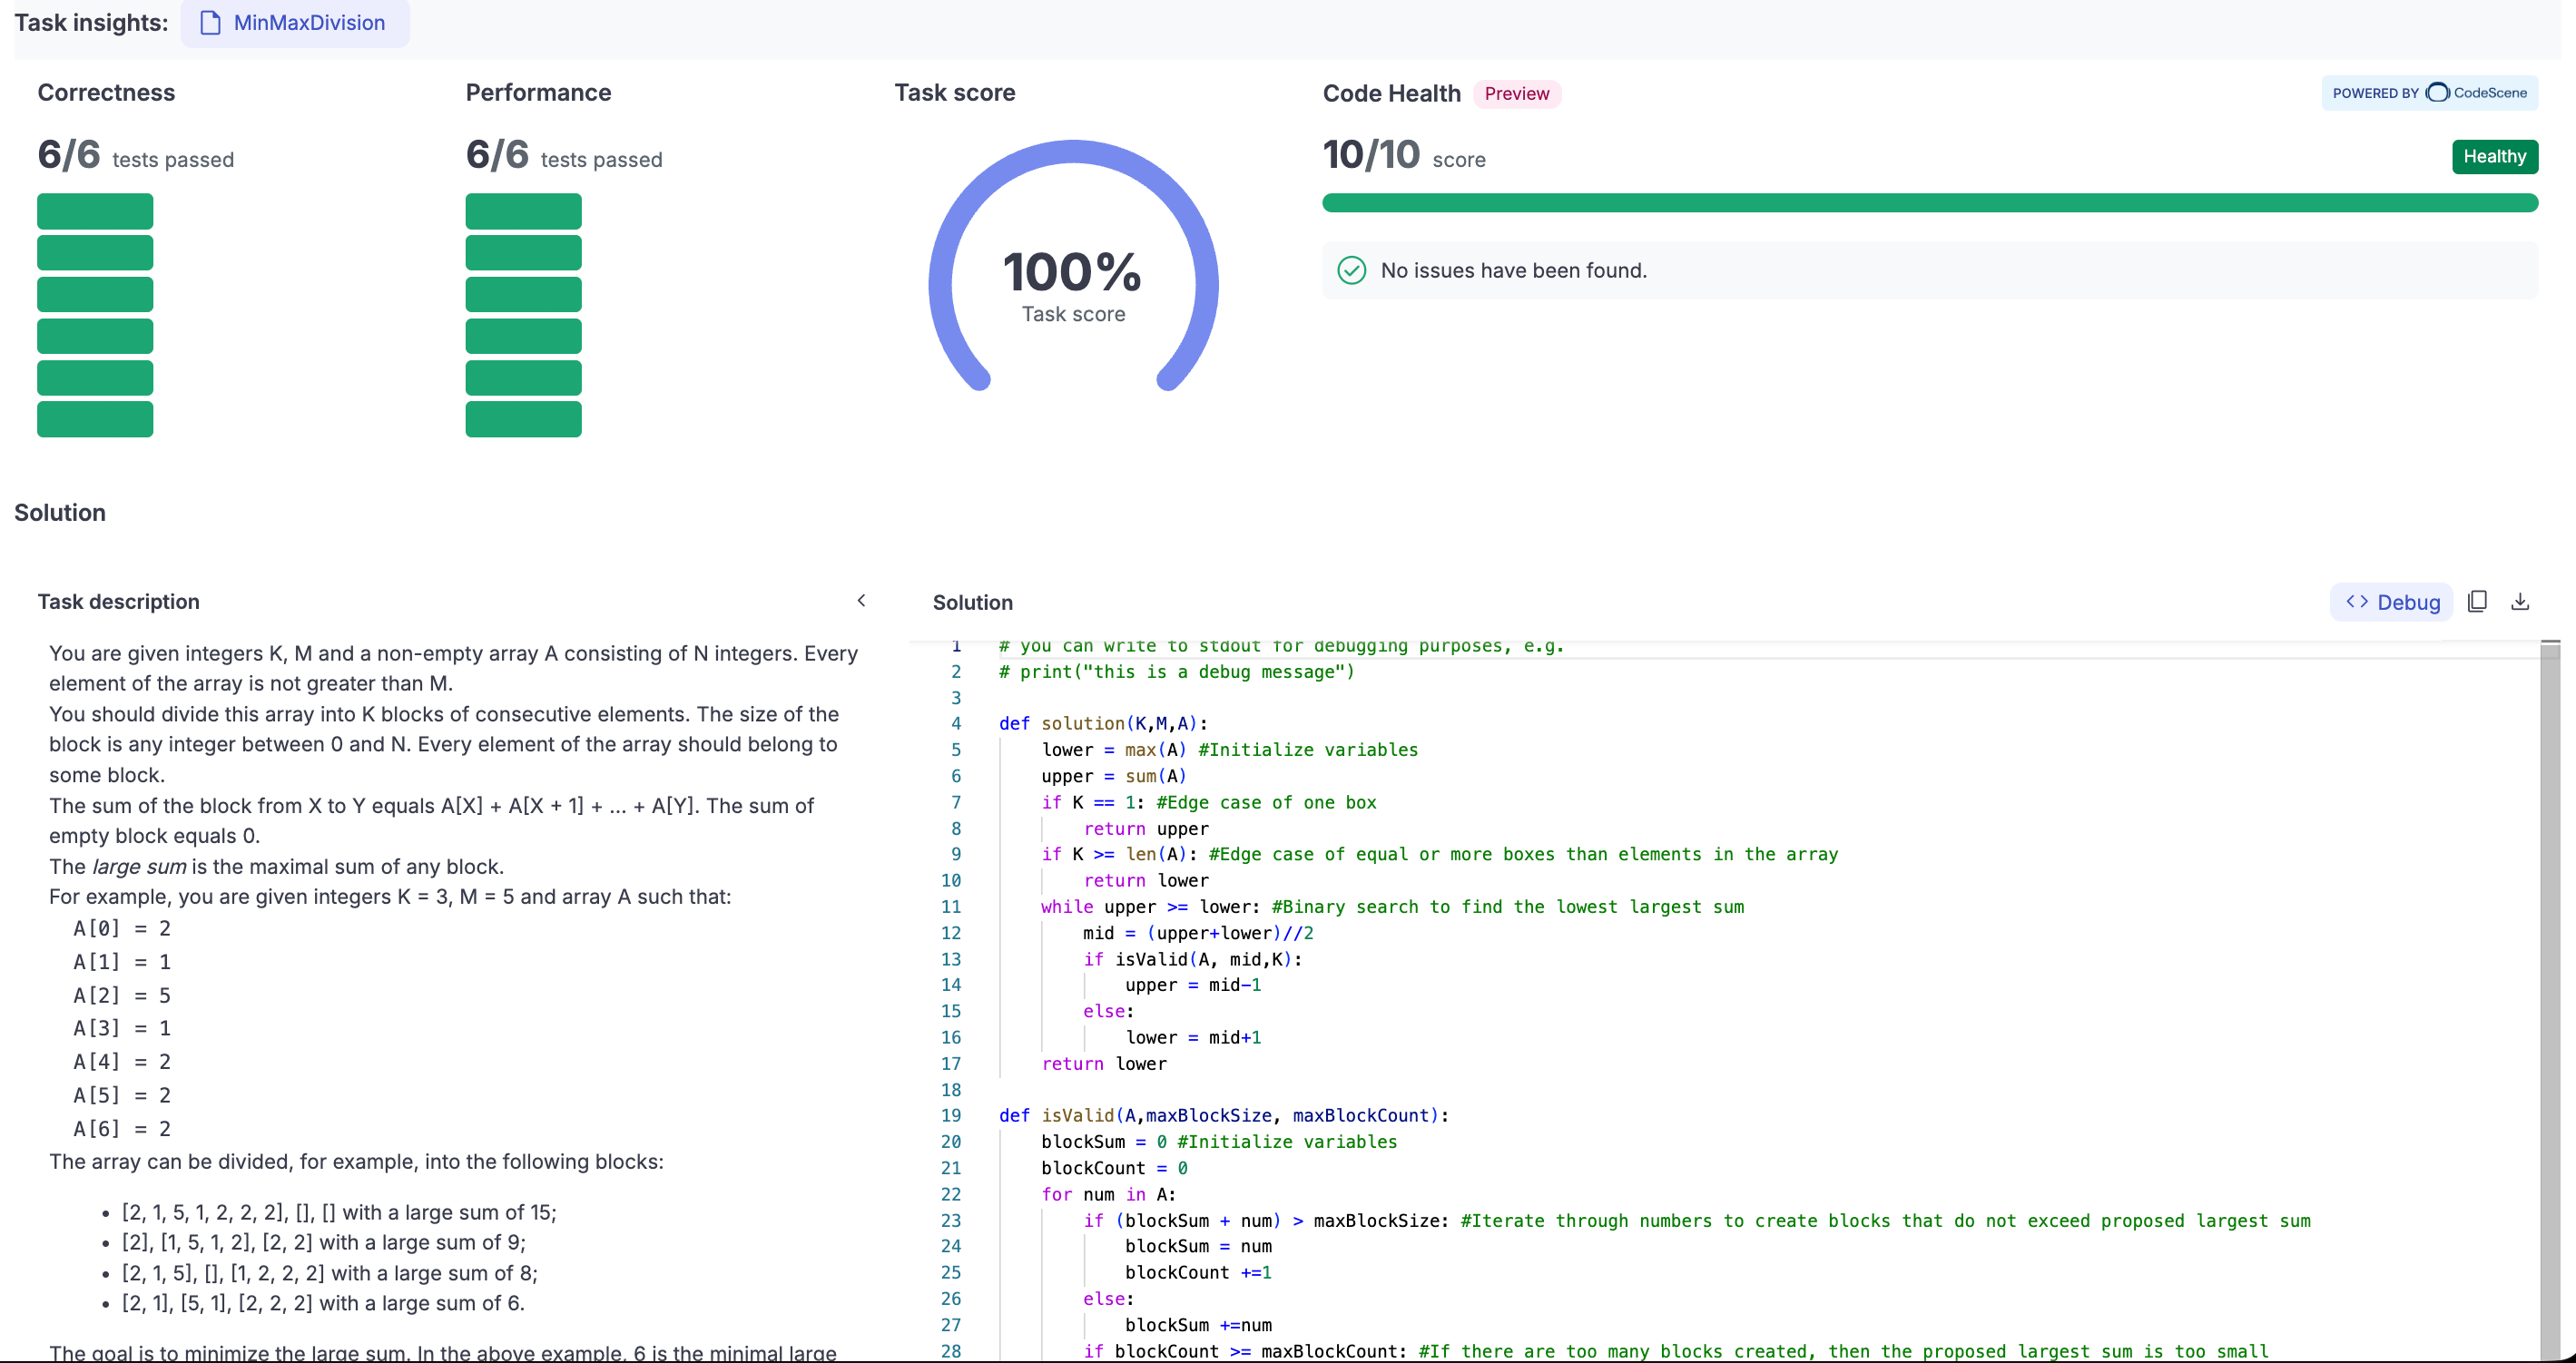 Task insights: MinMaxDivision
Correctness
6/6 tests passed
Performance
6/6 tests passed
Task score
100%
Task score
Code Health Preview
POWERED BY CodeScene
10/10 score
Healthy
No issues have been found.
Solution
Task description
You are given integers K, M and a non-empty array A consisting of N integers. Every
element of the array is not greater than M.
You should divide this array into K blocks of consecutive elements. The size of the
block is any integer between 0 and N. Every element of the array should belong to
some block.
The sum of the block from X to Y equals A[X] + A[X + 1] + ... + A[Y]. The sum of
empty block equals 0.
The large sum is the maximal sum of any block.
For example, you are given integers K = 3, M = 5 and array A such that:
A[0] = 2
A[1] = 1
A[2] = 5
A[3] = 1
A[4] = 2
A[5] = 2
A[6] = 2
The array can be divided, for example, into the following blocks:
• [2, 1, 5, 1, 2, 2, 2], [], [] with a large sum of 15;
• [2], [1, 5, 1, 2], [2, 2] with a large sum of 9;
• [2, 1, 5], [], [1, 2, 2, 2] with a large sum of 8;
• [2, 1], [5, 1], [2, 2, 2] with a large sum of 6.
The goal is to minimize the large sum. In the above example, 6 is the minimal large
Solution
Debug
1 # you can write to stdout for debugging purposes, e.g.
2 # print("this is a debug message")
3
4 def solution(K,M,A):
5     lower = max(A) #Initialize variables
6     upper = sum(A)
7     if K == 1: #Edge case of one box
8         return upper
9     if K >= len(A): #Edge case of equal or more boxes than elements in the array
10         return lower
11     while upper >= lower: #Binary search to find the lowest largest sum
12         mid = (upper+lower)//2
13         if isValid(A, mid,K):
14             upper = mid-1
15         else:
16             lower = mid+1
17     return lower
18
19 def isValid(A,maxBlockSize, maxBlockCount):
20     blockSum = 0 #Initialize variables
21     blockCount = 0
22     for num in A:
23         if (blockSum + num) > maxBlockSize: #Iterate through numbers to create blocks that do not exceed proposed largest sum
24             blockSum = num
25             blockCount +=1
26         else:
27             blockSum +=num
28         if blockCount >= maxBlockCount: #If there are too many blocks created, then the proposed largest sum is too small